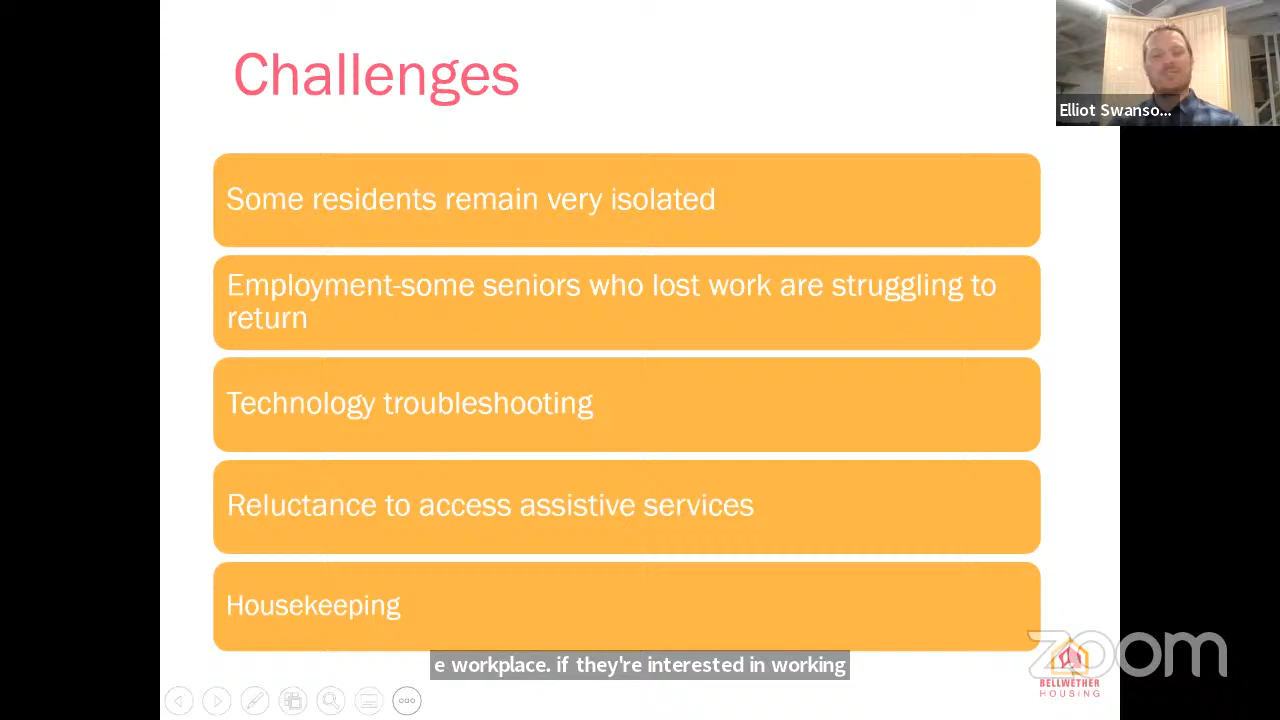 Challenges
Elliot Swanso...
Some residents remain very isolated
Employment-some seniors who lost work are struggling to
return
Technology troubleshooting
Reluctance to access assistive services
Housekeeping
e workplace. if they're interested in working
zoom
BELLWETHER
HOUSING